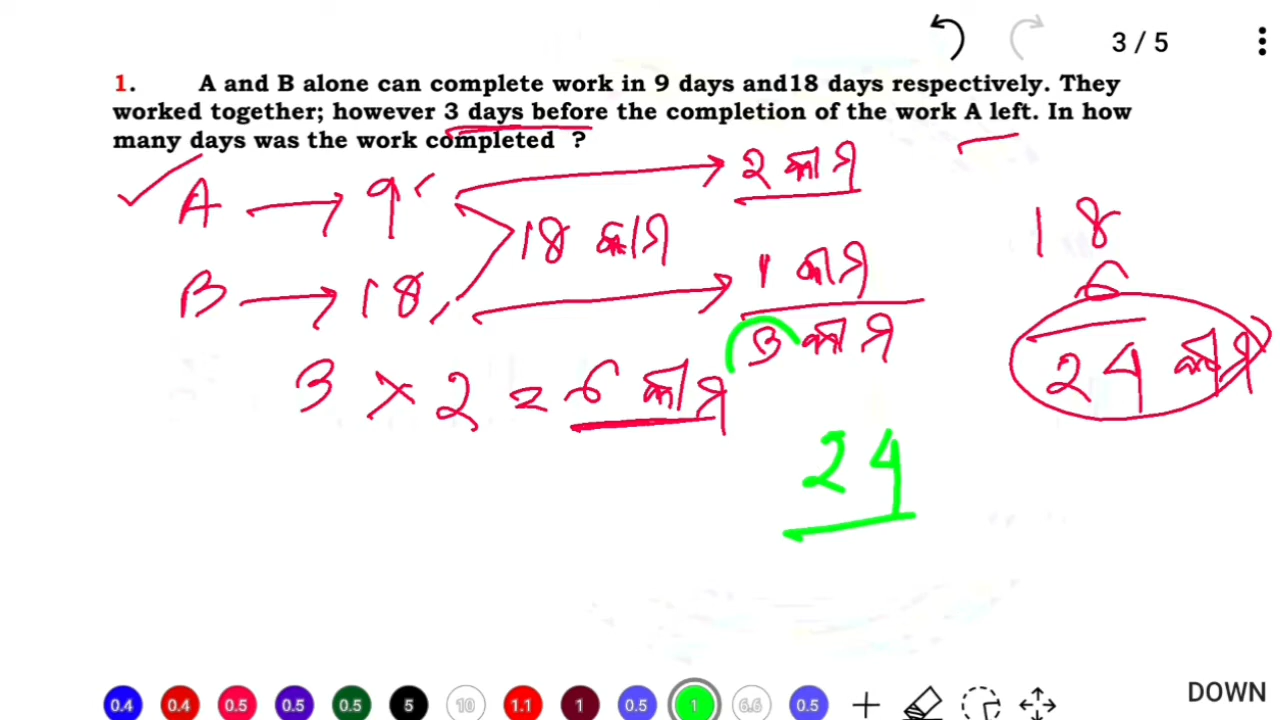 3 / 5
1. A and B alone can complete work in 9 days and18 days respectively. They
worked together; however 3 days before the completion of the work A left. In how
many days was the work completed ?
A → 9
2 କାମ
18 କାମ
B → 18
1 କାମ
3 କାମ
3 × 2 = 6 କାମ
18
6
24 କାମ
24
0.4 0.4 0.5 0.5 0.5 5 10 1.1 1 0.5 1 6.6 0.5
DOWN